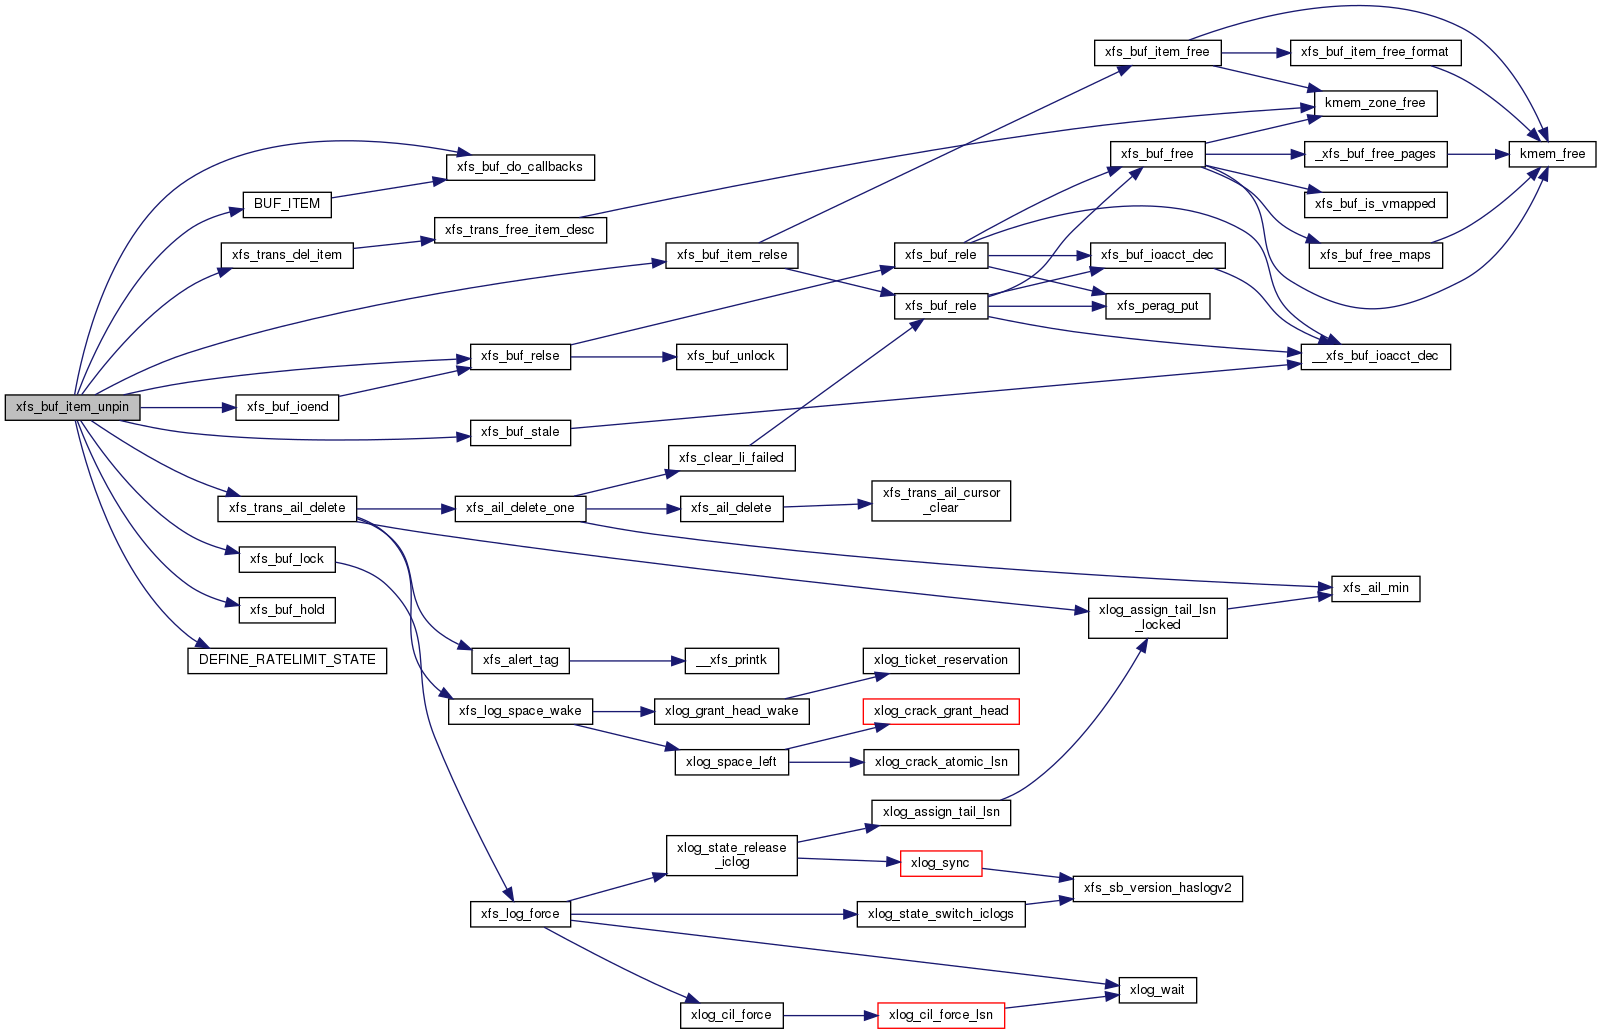 xfs_buf_item_free
xfs_buf_item_free_format
kmem_zone_free
xfs_buf_do_callbacks
xfs_buf_free
_xfs_buf_free_pages
kmem_free
BUF_ITEM
xfs_buf_is_vmapped
xfs_trans_free_item_desc
xfs_trans_del_item
xfs_buf_item_relse
xfs_buf_rele
xfs_buf_ioacct_dec
xfs_buf_free_maps
xfs_buf_rele
xfs_perag_put
xfs_buf_relse
xfs_buf_unlock
__xfs_buf_ioacct_dec
xfs_buf_item_unpin
xfs_buf_ioend
xfs_buf_stale
xfs_clear_li_failed
xfs_trans_ail_delete
xfs_ail_delete_one
xfs_ail_delete
xfs_trans_ail_cursor
_clear
xfs_buf_lock
xfs_ail_min
xfs_buf_hold
xlog_assign_tail_lsn
_locked
DEFINE_RATELIMIT_STATE
xfs_alert_tag
__xfs_printk
xlog_ticket_reservation
xfs_log_space_wake
xlog_grant_head_wake
xlog_crack_grant_head
xlog_space_left
xlog_crack_atomic_lsn
xlog_assign_tail_lsn
xlog_state_release
_iclog
xlog_sync
xfs_sb_version_haslogv2
xfs_log_force
xlog_state_switch_iclogs
xlog_wait
xlog_cil_force
xlog_cil_force_lsn